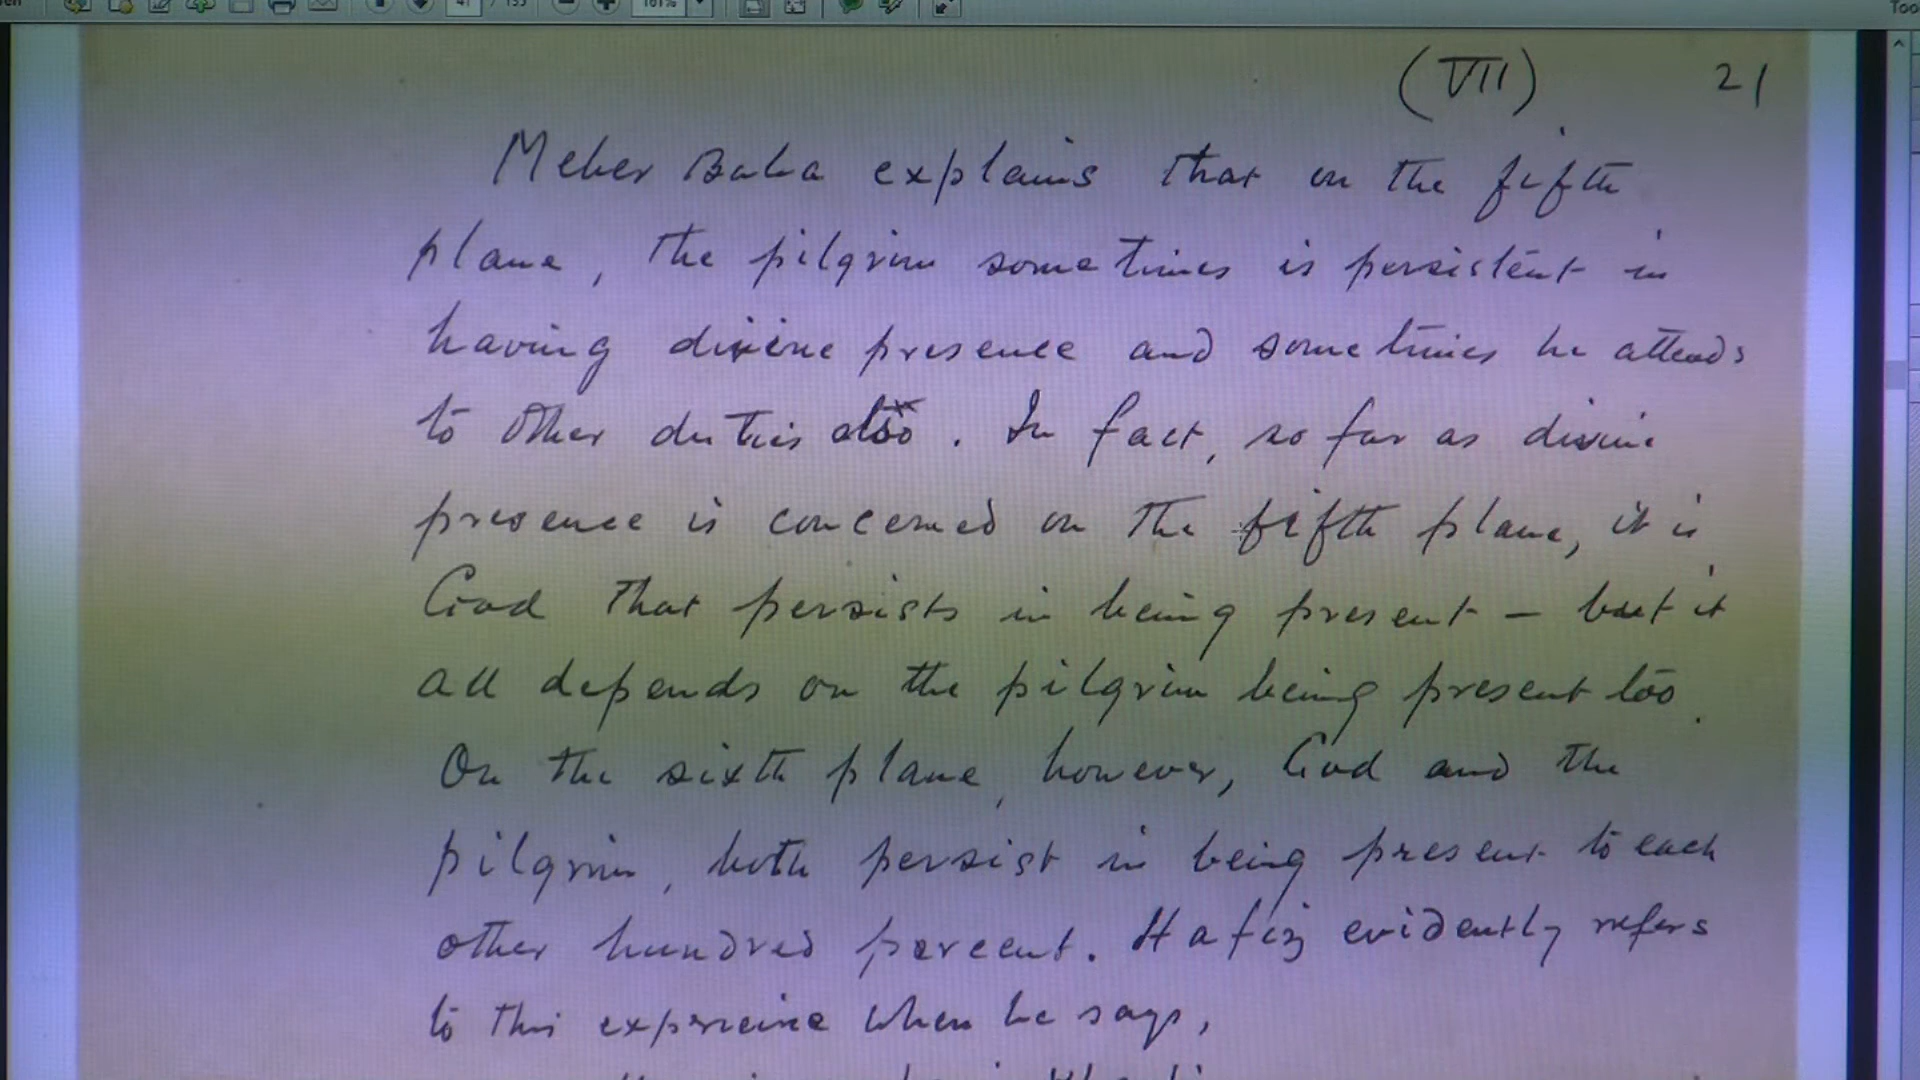 (VII) 21
Meher Baba explains that on the fifth
plane, the pilgrim sometimes is persistent in
having divine presence and sometimes he attends
to other duties also. In fact, so far as divine
presence is concerned on the fifth plane, it is
God that persists in being present – but it
all depends on the pilgrim being present too.
On the sixth plane, however, God and the
pilgrim, both persist in being present to each
other hundred percent. Hafiz evidently refers
to this experience when he says,